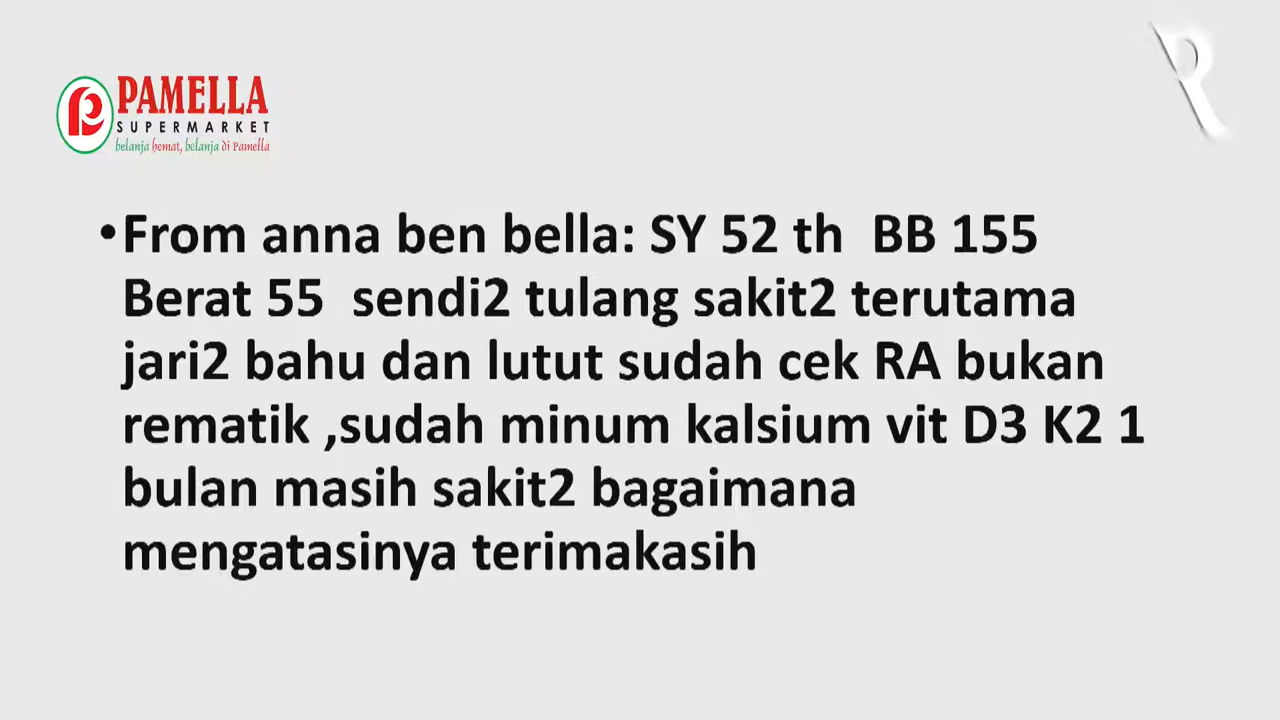 PAMELLA
SUPERMARKET
belanja hemat, belanja di Pamella
•From anna ben bella: SY 52 th BB 155
Berat 55 sendi2 tulang sakit2 terutama
jari2 bahu dan lutut sudah cek RA bukan
rematik ,sudah minum kalsium vit D3 K2 1
bulan masih sakit2 bagaimana
mengatasinya terimakasih